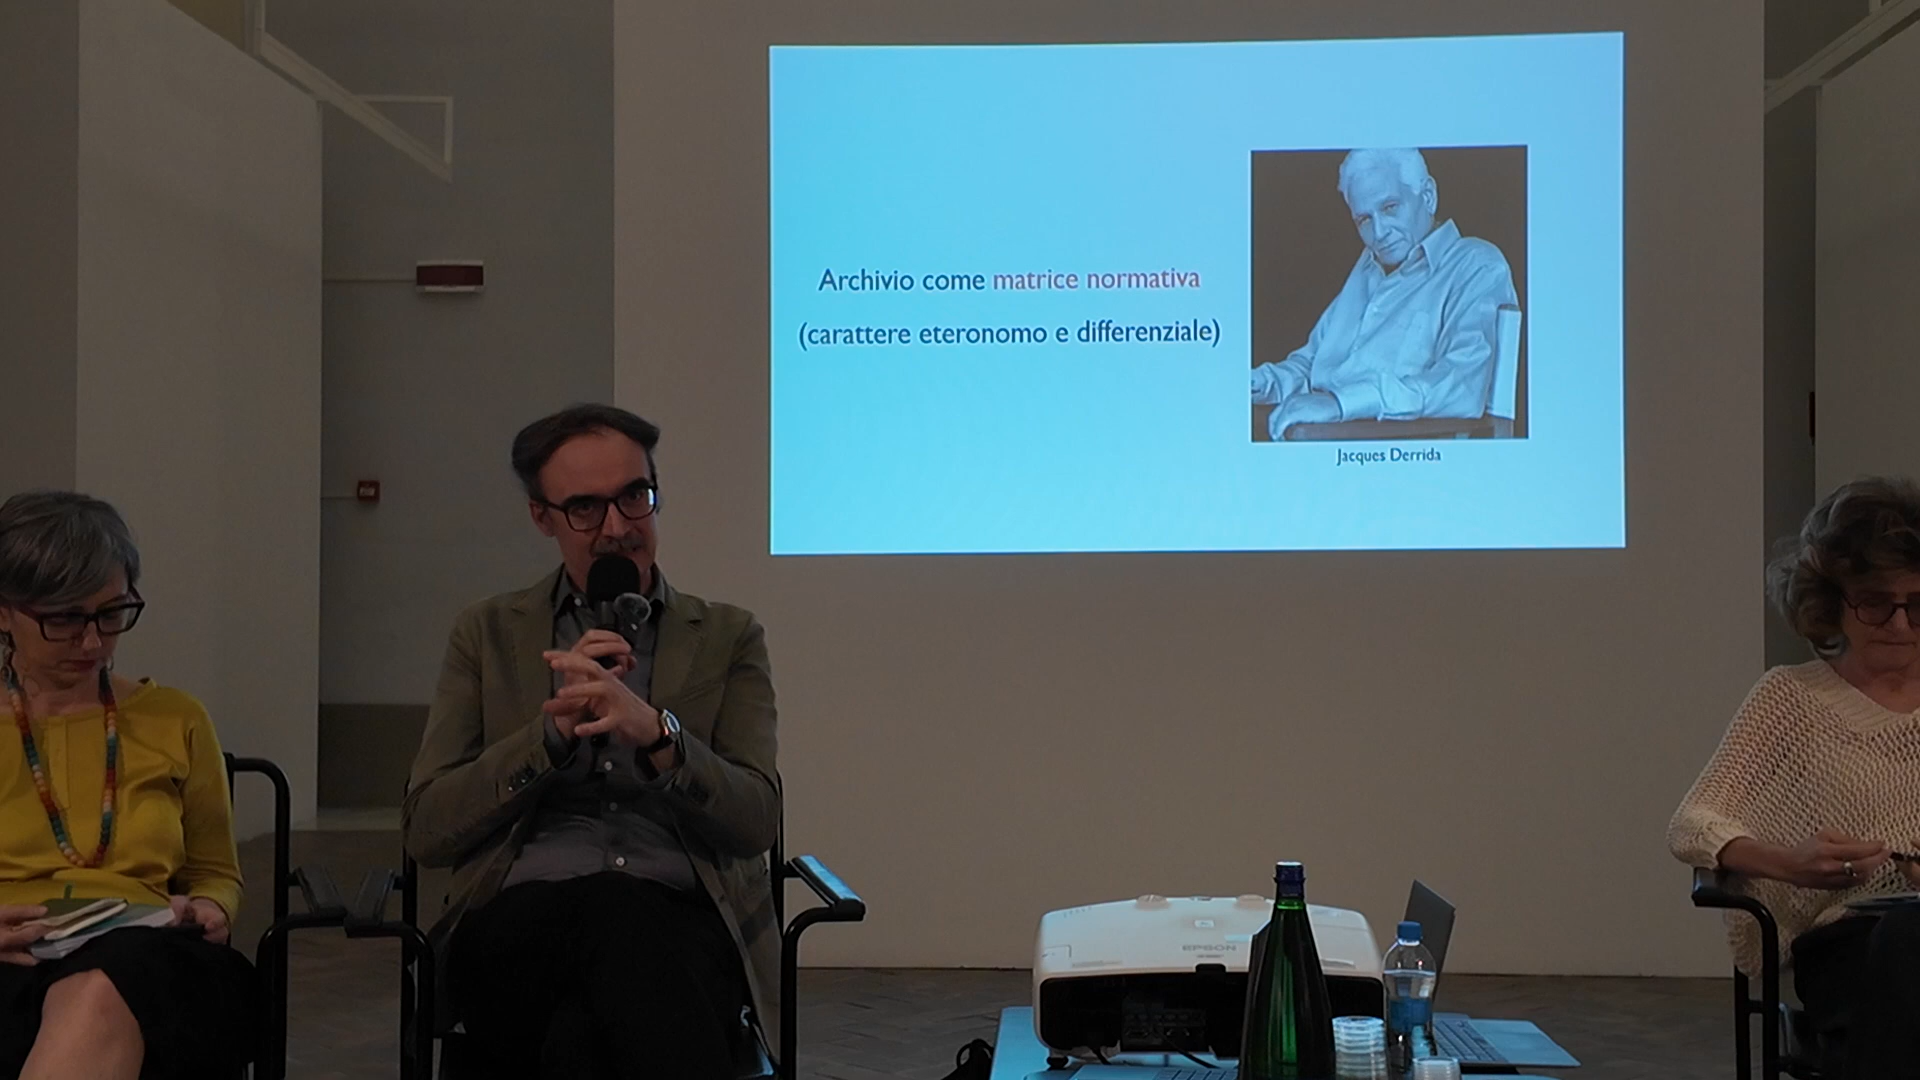 Archivio come matrice normativa
(carattere eteronomo e differenziale)
Jacques Derrida
EPSON